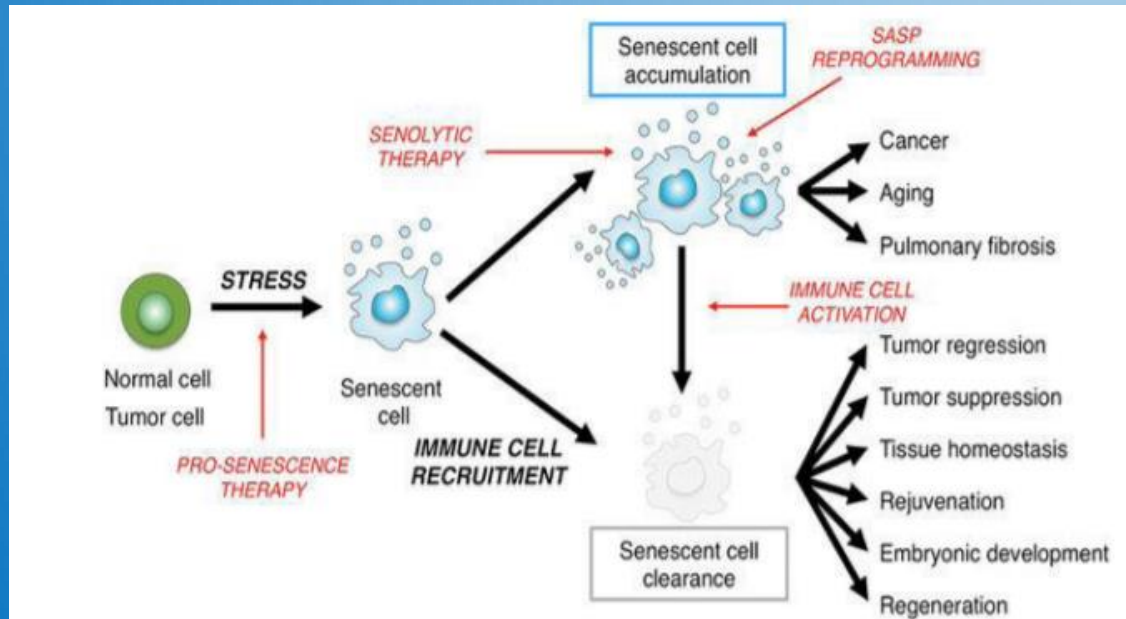 Senescent cell
accumulation
SASP
REPROGRAMMING
SENOLYTIC
THERAPY
Cancer
Aging
Pulmonary fibrosis
STRESS
IMMUNE CELL
ACTIVATION
Normal cell
Tumor cell
Senescent
cell
PRO-SENESCENCE
THERAPY
IMMUNE CELL
RECRUITMENT
Senescent cell
clearance
Tumor regression
Tumor suppression
Tissue homeostasis
Rejuvenation
Embryonic development
Regeneration